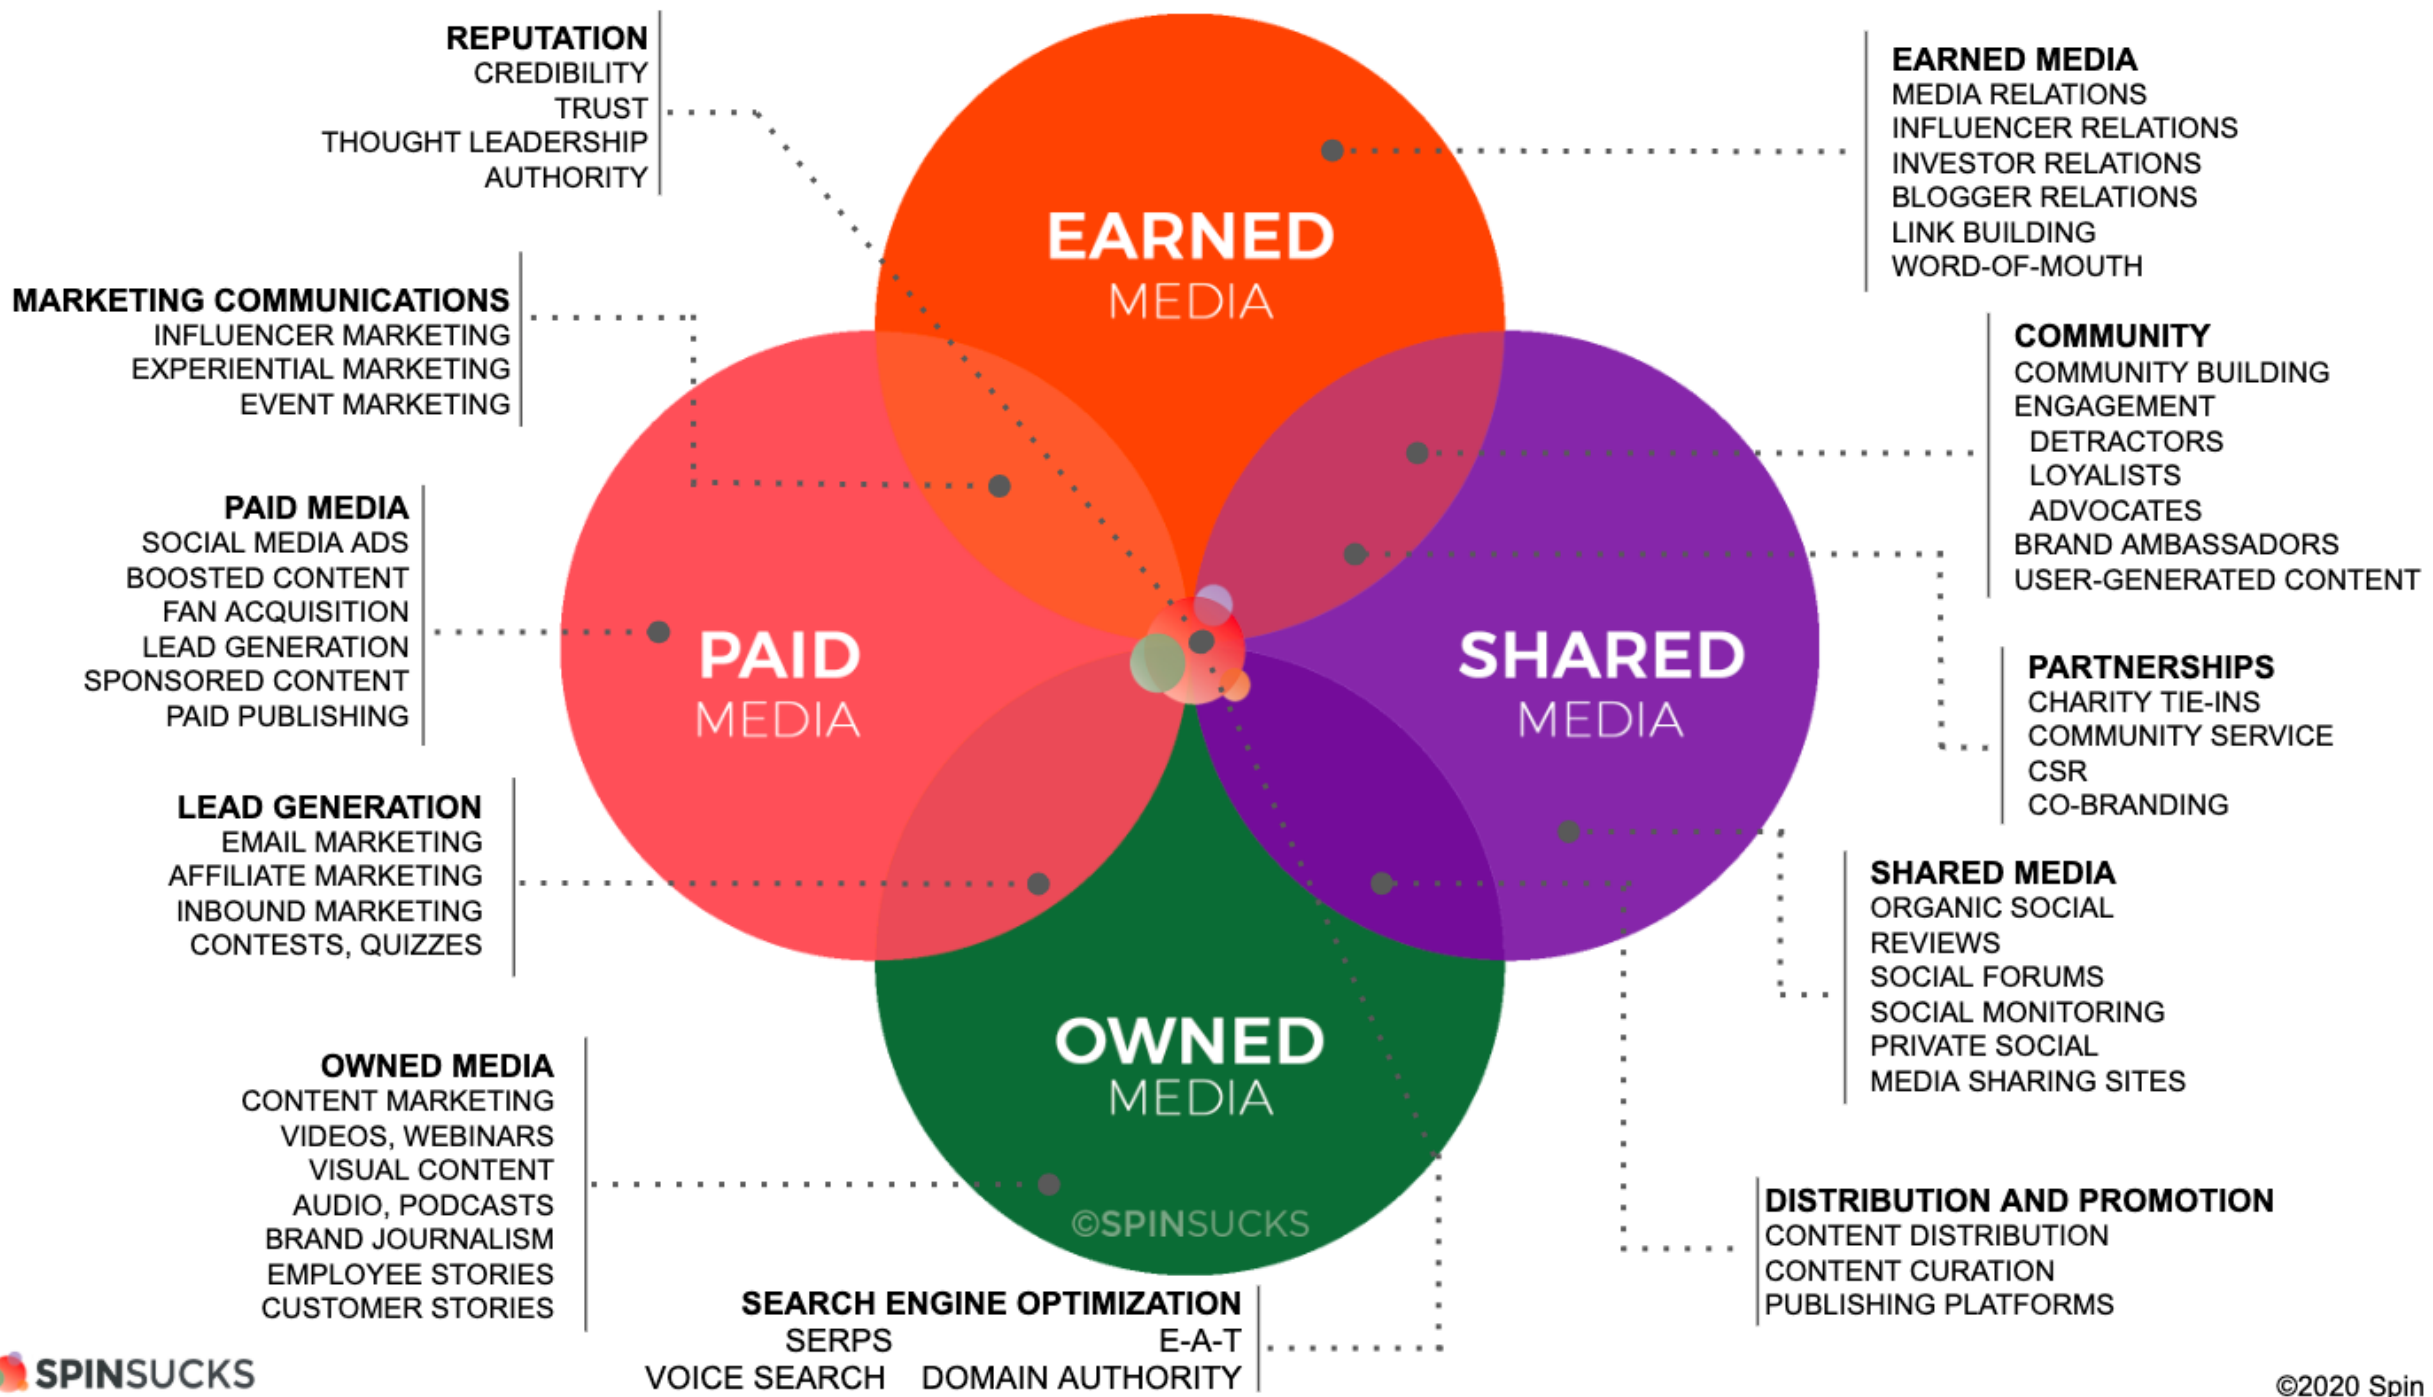 REPUTATION
CREDIBILITY
TRUST
THOUGHT LEADERSHIP
AUTHORITY
MARKETING COMMUNICATIONS
INFLUENCER MARKETING
EXPERIENTIAL MARKETING
EVENT MARKETING
PAID MEDIA
SOCIAL MEDIA ADS
BOOSTED CONTENT
FAN ACQUISITION
LEAD GENERATION
SPONSORED CONTENT
PAID PUBLISHING
LEAD GENERATION
EMAIL MARKETING
AFFILIATE MARKETING
INBOUND MARKETING
CONTESTS, QUIZZES
OWNED MEDIA
CONTENT MARKETING
VIDEOS, WEBINARS
VISUAL CONTENT
AUDIO, PODCASTS
BRAND JOURNALISM
EMPLOYEE STORIES
CUSTOMER STORIES
EARNED
MEDIA
PAID
MEDIA
SHARED
MEDIA
OWNED
MEDIA
©SPINSUCKS
EARNED MEDIA
MEDIA RELATIONS
INFLUENCER RELATIONS
INVESTOR RELATIONS
BLOGGER RELATIONS
LINK BUILDING
WORD-OF-MOUTH
COMMUNITY
COMMUNITY BUILDING
ENGAGEMENT
DETRACTORS
LOYALISTS
ADVOCATES
BRAND AMBASSADORS
USER-GENERATED CONTENT
PARTNERSHIPS
CHARITY TIE-INS
COMMUNITY SERVICE
CSR
CO-BRANDING
SHARED MEDIA
ORGANIC SOCIAL
REVIEWS
SOCIAL FORUMS
SOCIAL MONITORING
PRIVATE SOCIAL
MEDIA SHARING SITES
DISTRIBUTION AND PROMOTION
CONTENT DISTRIBUTION
CONTENT CURATION
PUBLISHING PLATFORMS
SEARCH ENGINE OPTIMIZATION
SERPS E-A-T
VOICE SEARCH DOMAIN AUTHORITY
SPINSUCKS
©2020 Spin